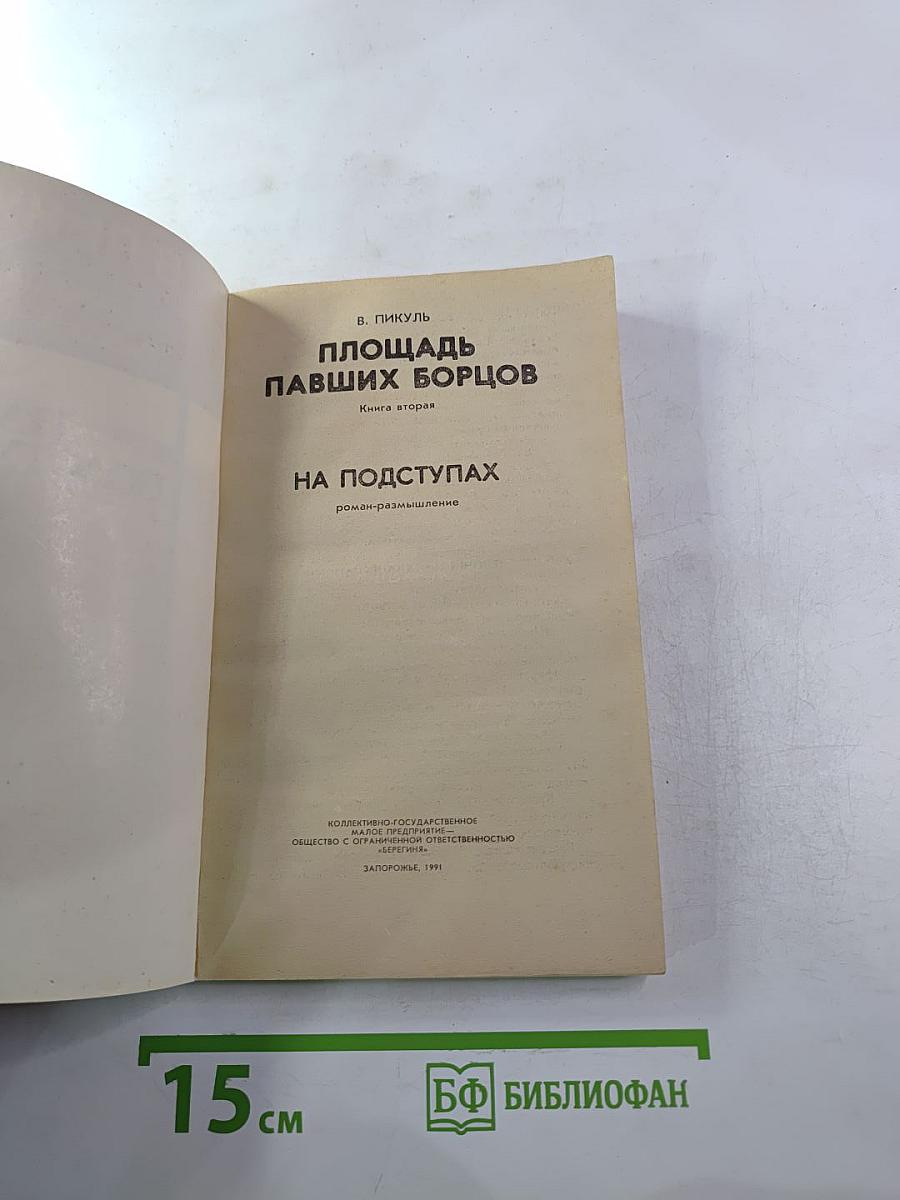 В. ПИКУЛЬ
ПЛОЩАДЬ
ПАВШИХ БОРЦОВ
Книга вторая
НА ПОДСТУПАХ
роман-размышление
КОЛЛЕКТИВНО-ГОСУДАРСТВЕННОЕ
МАЛОЕ ПРЕДПРИЯТИЕ—
ОБЩЕСТВО С ОГРАНИЧЕННОЙ ОТВЕТСТВЕННОСТЬЮ
«БЕРЕГИНЯ»
ЗАПОРОЖЬЕ, 1991
15 см
БФ БИБЛИОФАН